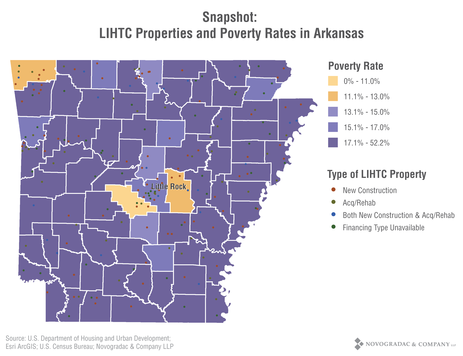 Snapshot:
LIHTC Properties and Poverty Rates in Arkansas
Poverty Rate
0% - 11.0%
11.1% - 13.0%
13.1% - 15.0%
15.1% - 17.0%
17.1% - 52.2%
Little Rock
Type of LIHTC Property
New Construction
Acq/Rehab
Both New Construction & Acq/Rehab
Financing Type Unavailable
Source: U.S. Department of Housing and Urban Development;
Esri ArcGIS; U.S. Census Bureau; Novogradac & Company LLP
NOVOGRADAC & COMPANY LLP